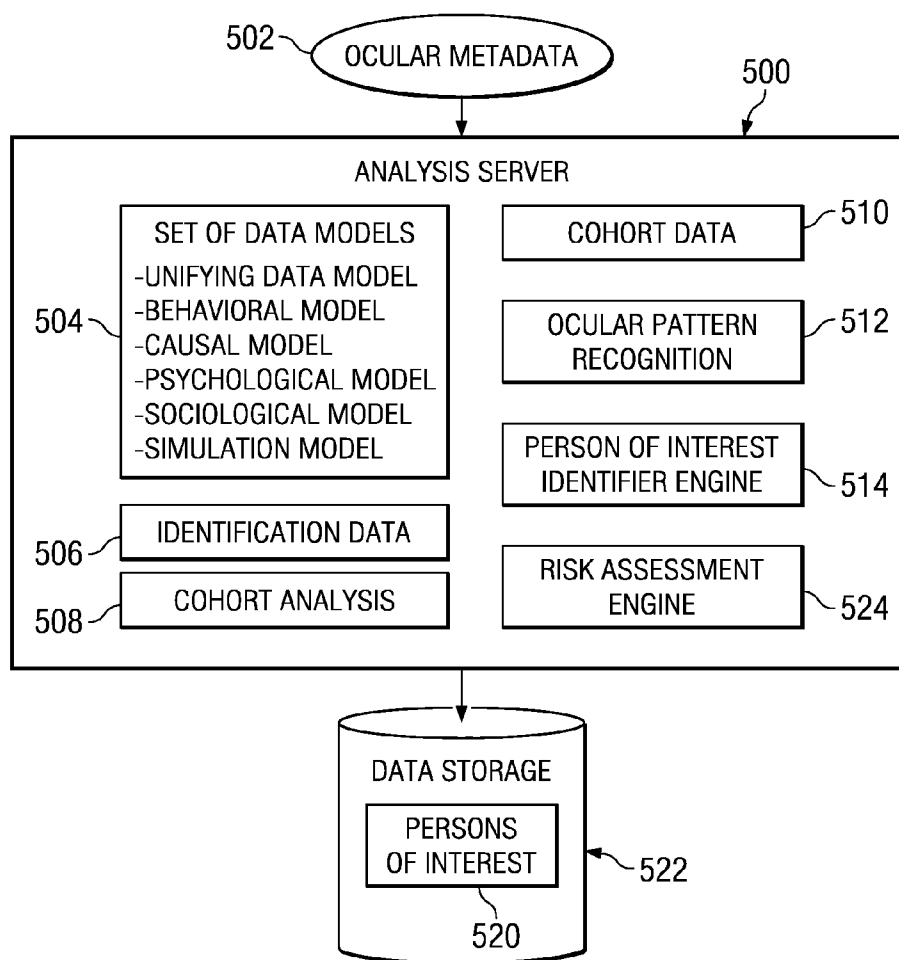 502
OCULAR METADATA
500
ANALYSIS SERVER
504
SET OF DATA MODELS
-UNIFYING DATA MODEL
-BEHAVIORAL MODEL
-CAUSAL MODEL
-PSYCHOLOGICAL MODEL
-SOCIOLOGICAL MODEL
-SIMULATION MODEL
506
IDENTIFICATION DATA
508
COHORT ANALYSIS
COHORT DATA
510
OCULAR PATTERN
RECOGNITION
512
PERSON OF INTEREST
IDENTIFIER ENGINE
514
RISK ASSESSMENT
ENGINE
524
DATA STORAGE
PERSONS
OF INTEREST
520
522